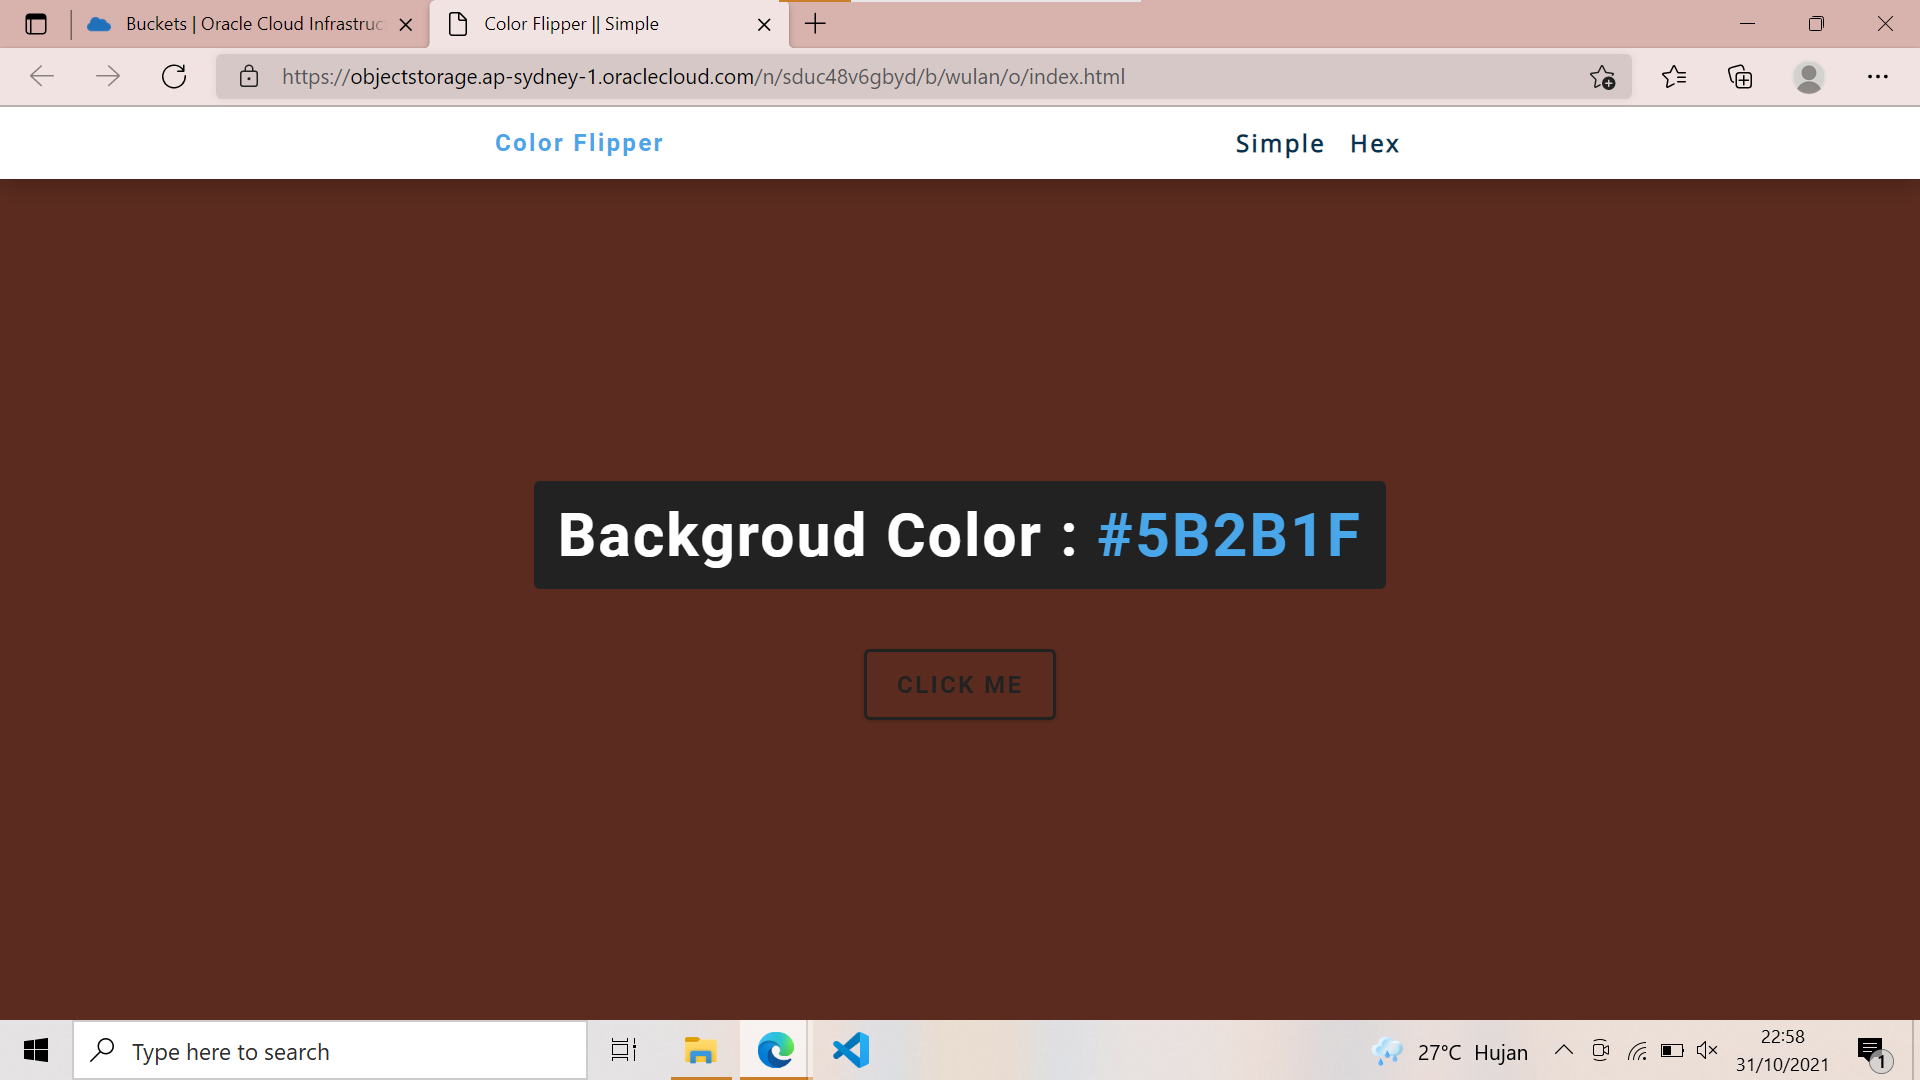 Buckets | Oracle Cloud Infrastruc
Color Flipper || Simple
https://objectstorage.ap-sydney-1.oraclecloud.com/n/sduc48v6gbyd/b/wulan/o/index.html
Color Flipper
Simple Hex
Backgroud Color : #5B2B1F
CLICK ME
Type here to search
27°C Hujan
22:58
31/10/2021
1